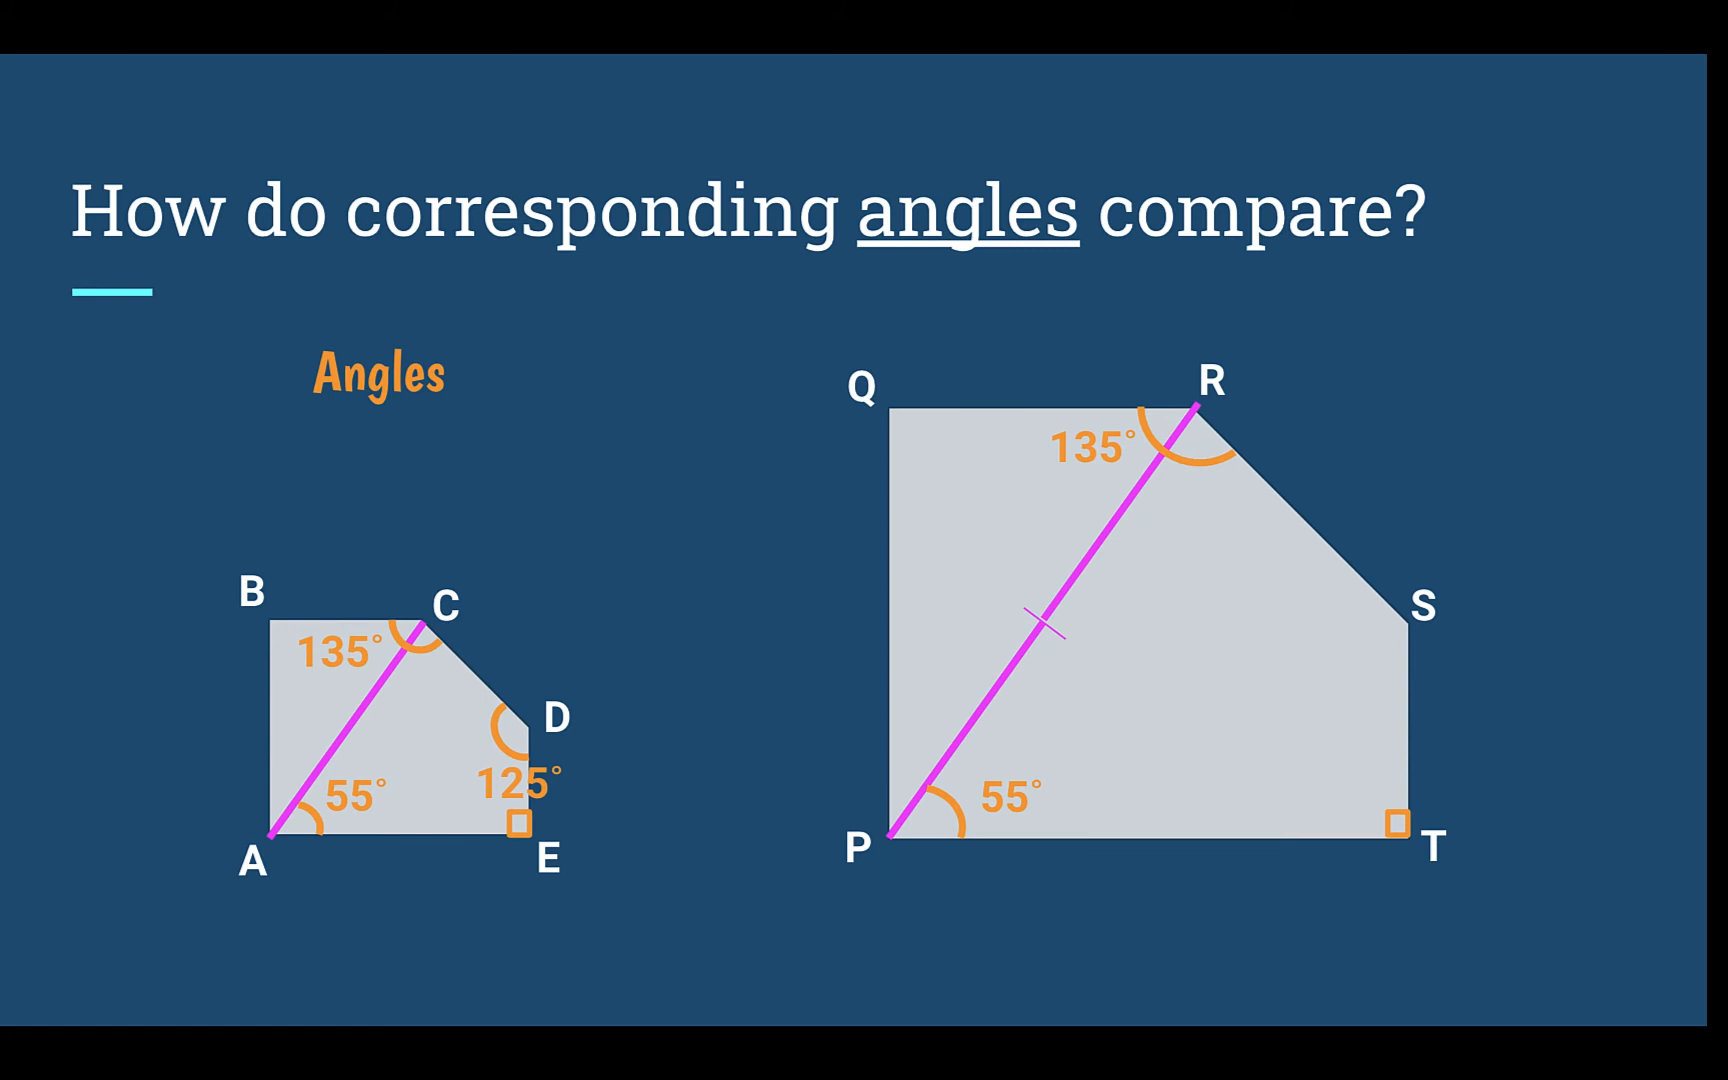 How do corresponding angles compare?
Angles
Q
R
135°
B
C
S
135°
D
125°
55°
55°
A
E
P
T